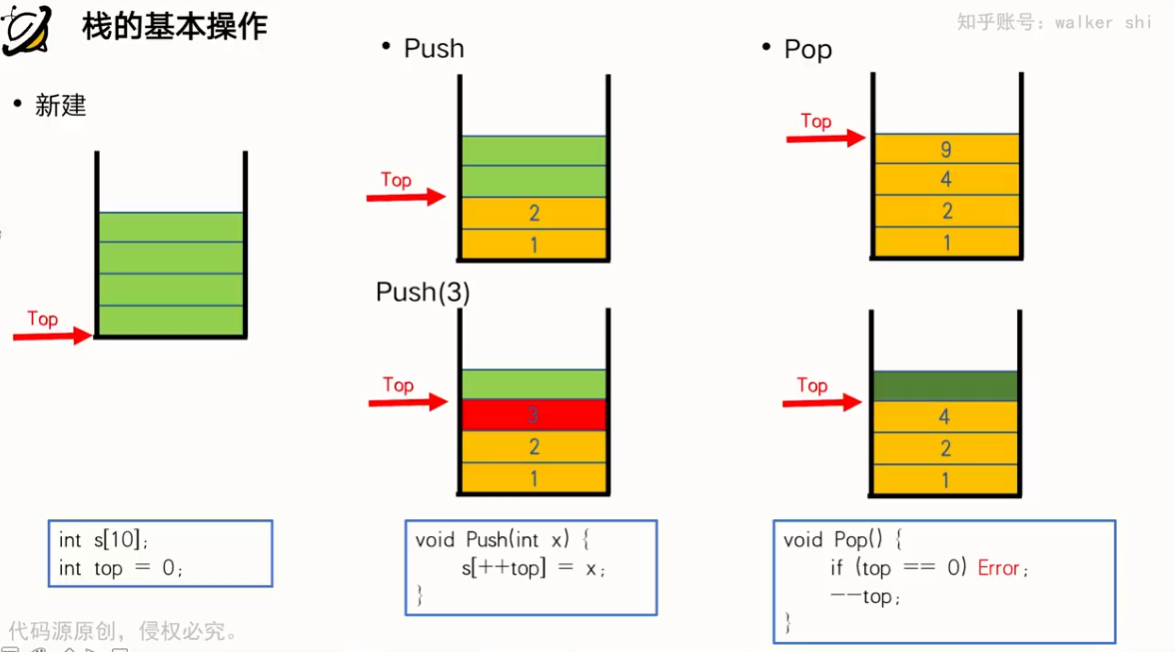 栈的基本操作
知乎账号：walker shi
• 新建
Top
int s[10];
int top = 0;
• Push
Top
2
1
Push(3)
Top
3
2
1
void Push(int x) {
s[++top] = x;
}
• Pop
Top
9
4
2
1
Top
4
2
1
void Pop() {
if (top == 0) Error;
--top;
}
代码源原创，侵权必究。